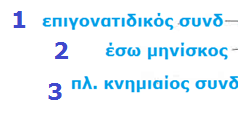 1 επιγονατιδικός συνδ
2 έσω μηνίσκος
3 πλ. κνημιαίος συνδ